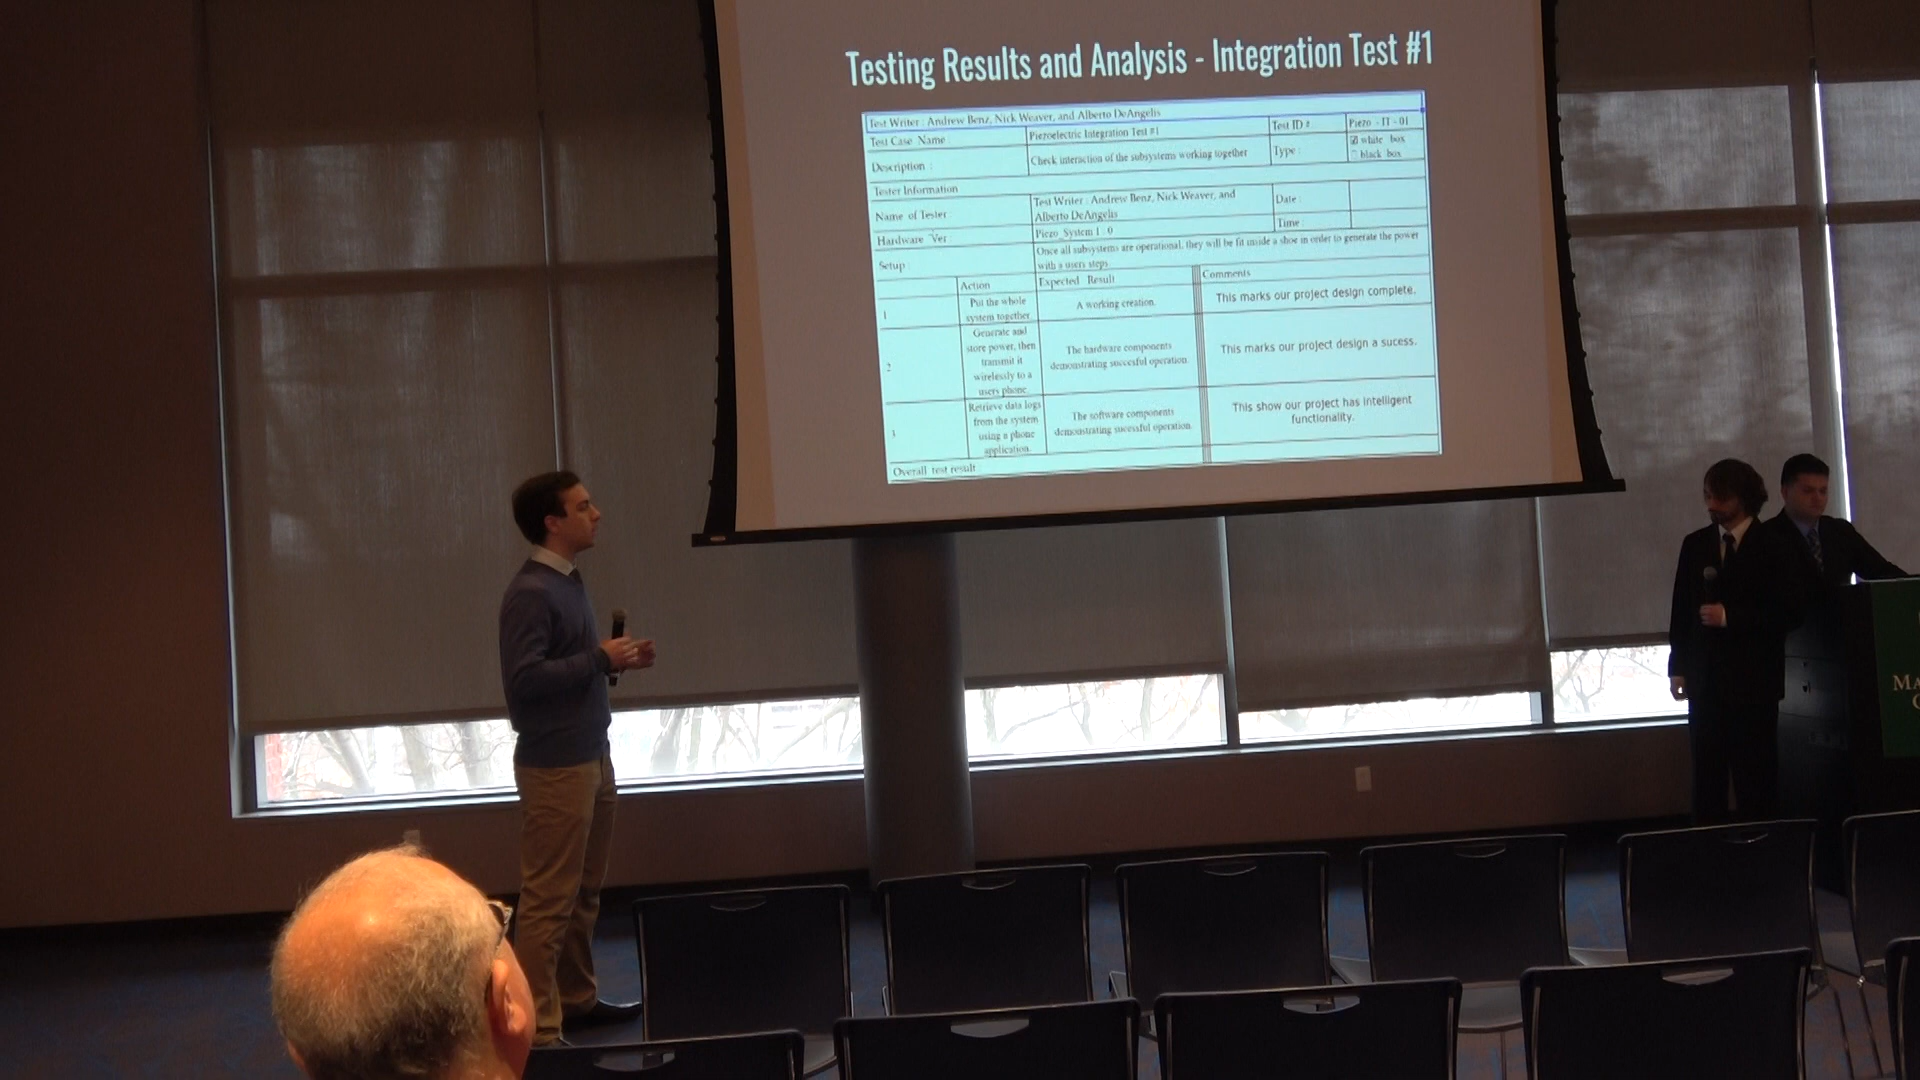 Testing Results and Analysis - Integration Test #1
Test Writer : Andrew Benz, Nick Weaver, and Alberto DeAngelis
Test Case Name : Piezoelectric Integration Test #1 Test ID # Piezo - IT - 01
Description : Check interaction of the subsystems working together Type : ☑ white box
☐ black box
Tester Information
Name of Tester Test Writer : Andrew Benz, Nick Weaver, and
Alberto DeAngelis
Date :
Hardware Ver Piezo_System 1 . 0 Time :
Setup : Once all subsystems are operational, they will be fit inside a shoe in order to generate the power
with a users steps
Action Expected Result Comments
1 Put the whole
system together
A working creation.
This marks our project design complete.
2 Generate and
store power, then
transmit it
wirelessly to a
users phone.
The hardware components
demonstrating succesful operation
This marks our project design a sucess.
3 Retrieve data logs
from the system
using a phone
application.
The software components
demonstrating sucessful operation.
This show our project has intelligent
functionality.
Overall test result
MA